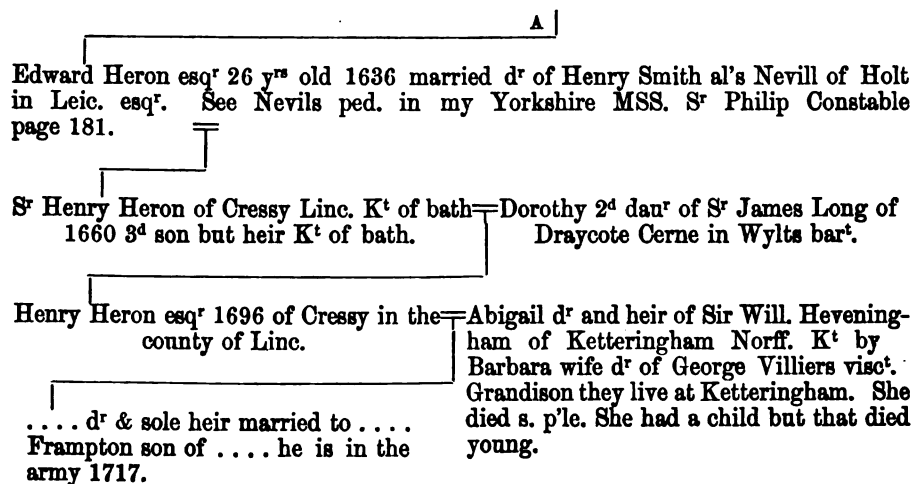 A
Edward Heron esqʳ 26 yʳˢ old 1636 married dʳ of Henry Smith al's Nevill of Holt
in Leic. esqʳ. See Nevils ped. in my Yorkshire MSS. Sʳ Philip Constable
page 181.
Sʳ Henry Heron of Cressy Linc. Kᵗ of bath
1660 3ᵈ son but heir Kᵗ of bath.
Dorothy 2ᵈ dauʳ of Sʳ James Long of
Draycote Cerne in Wylts barᵗ.
Henry Heron esqʳ 1696 of Cressy in the
county of Linc.
Abigail dʳ and heir of Sir Will. Hevening-
ham of Ketteringham Norff. Kᵗ by
Barbara wife dʳ of George Villiers viscᵗ.
Grandison they live at Ketteringham. She
died s. p'le. She had a child but that died
young.
. . . . dʳ & sole heir married to . . . .
Frampton son of . . . . he is in the
army 1717.